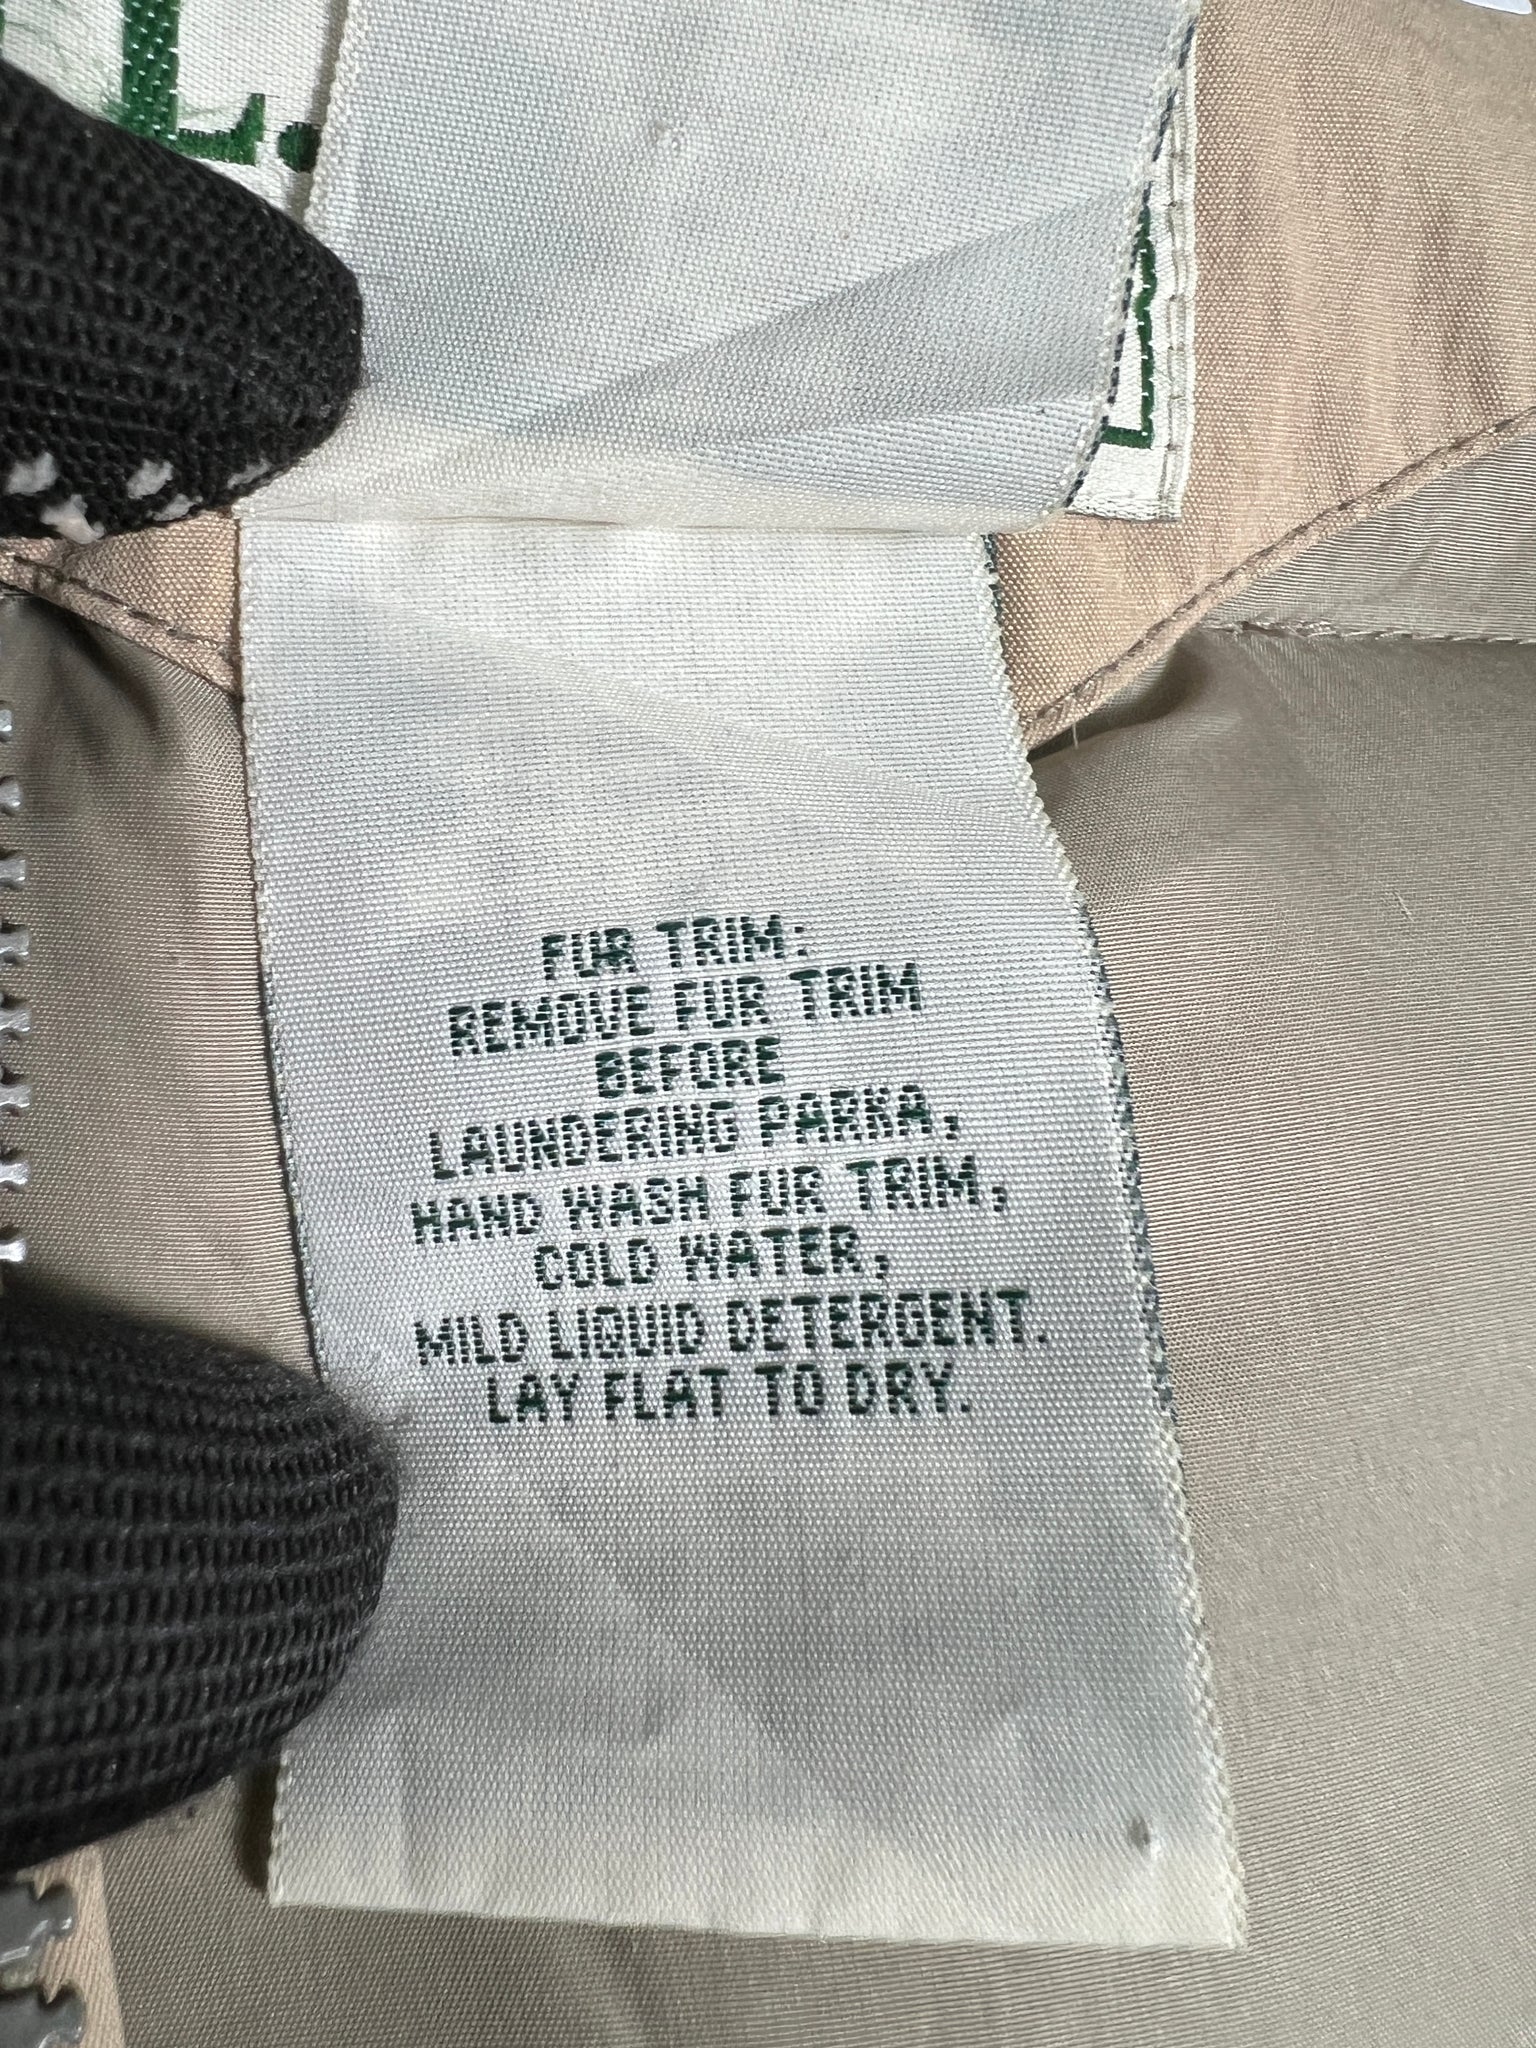 L.
FUR TRIM:
REMOVE FUR TRIM
BEFORE
LAUNDERING PARKA,
HAND WASH FUR TRIM,
COLD WATER,
MILD LIQUID DETERGENT.
LAY FLAT TO DRY.